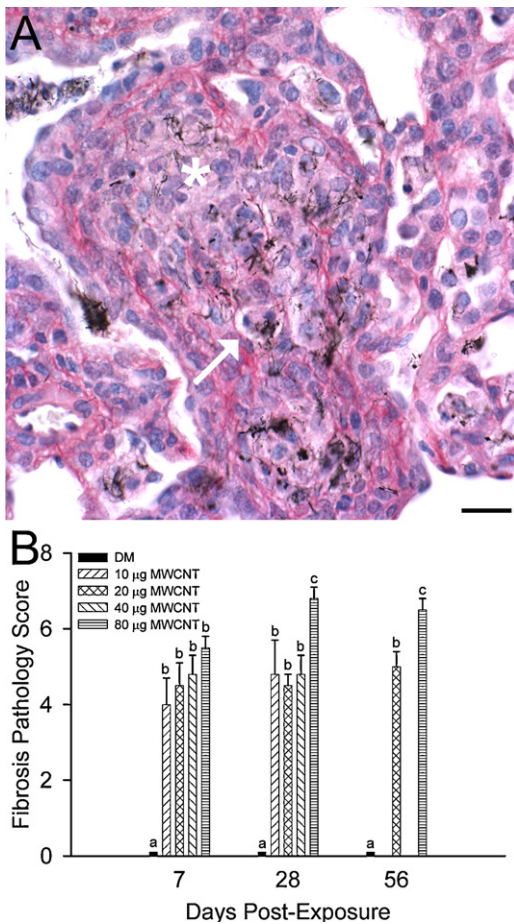 A
B
8
6
4
2
0
Fibrosis Pathology Score
DM
10 µg MWCNT
20 µg MWCNT
40 µg MWCNT
80 µg MWCNT
a b b b b
a b b b c
a b c
7 28 56
Days Post-Exposure